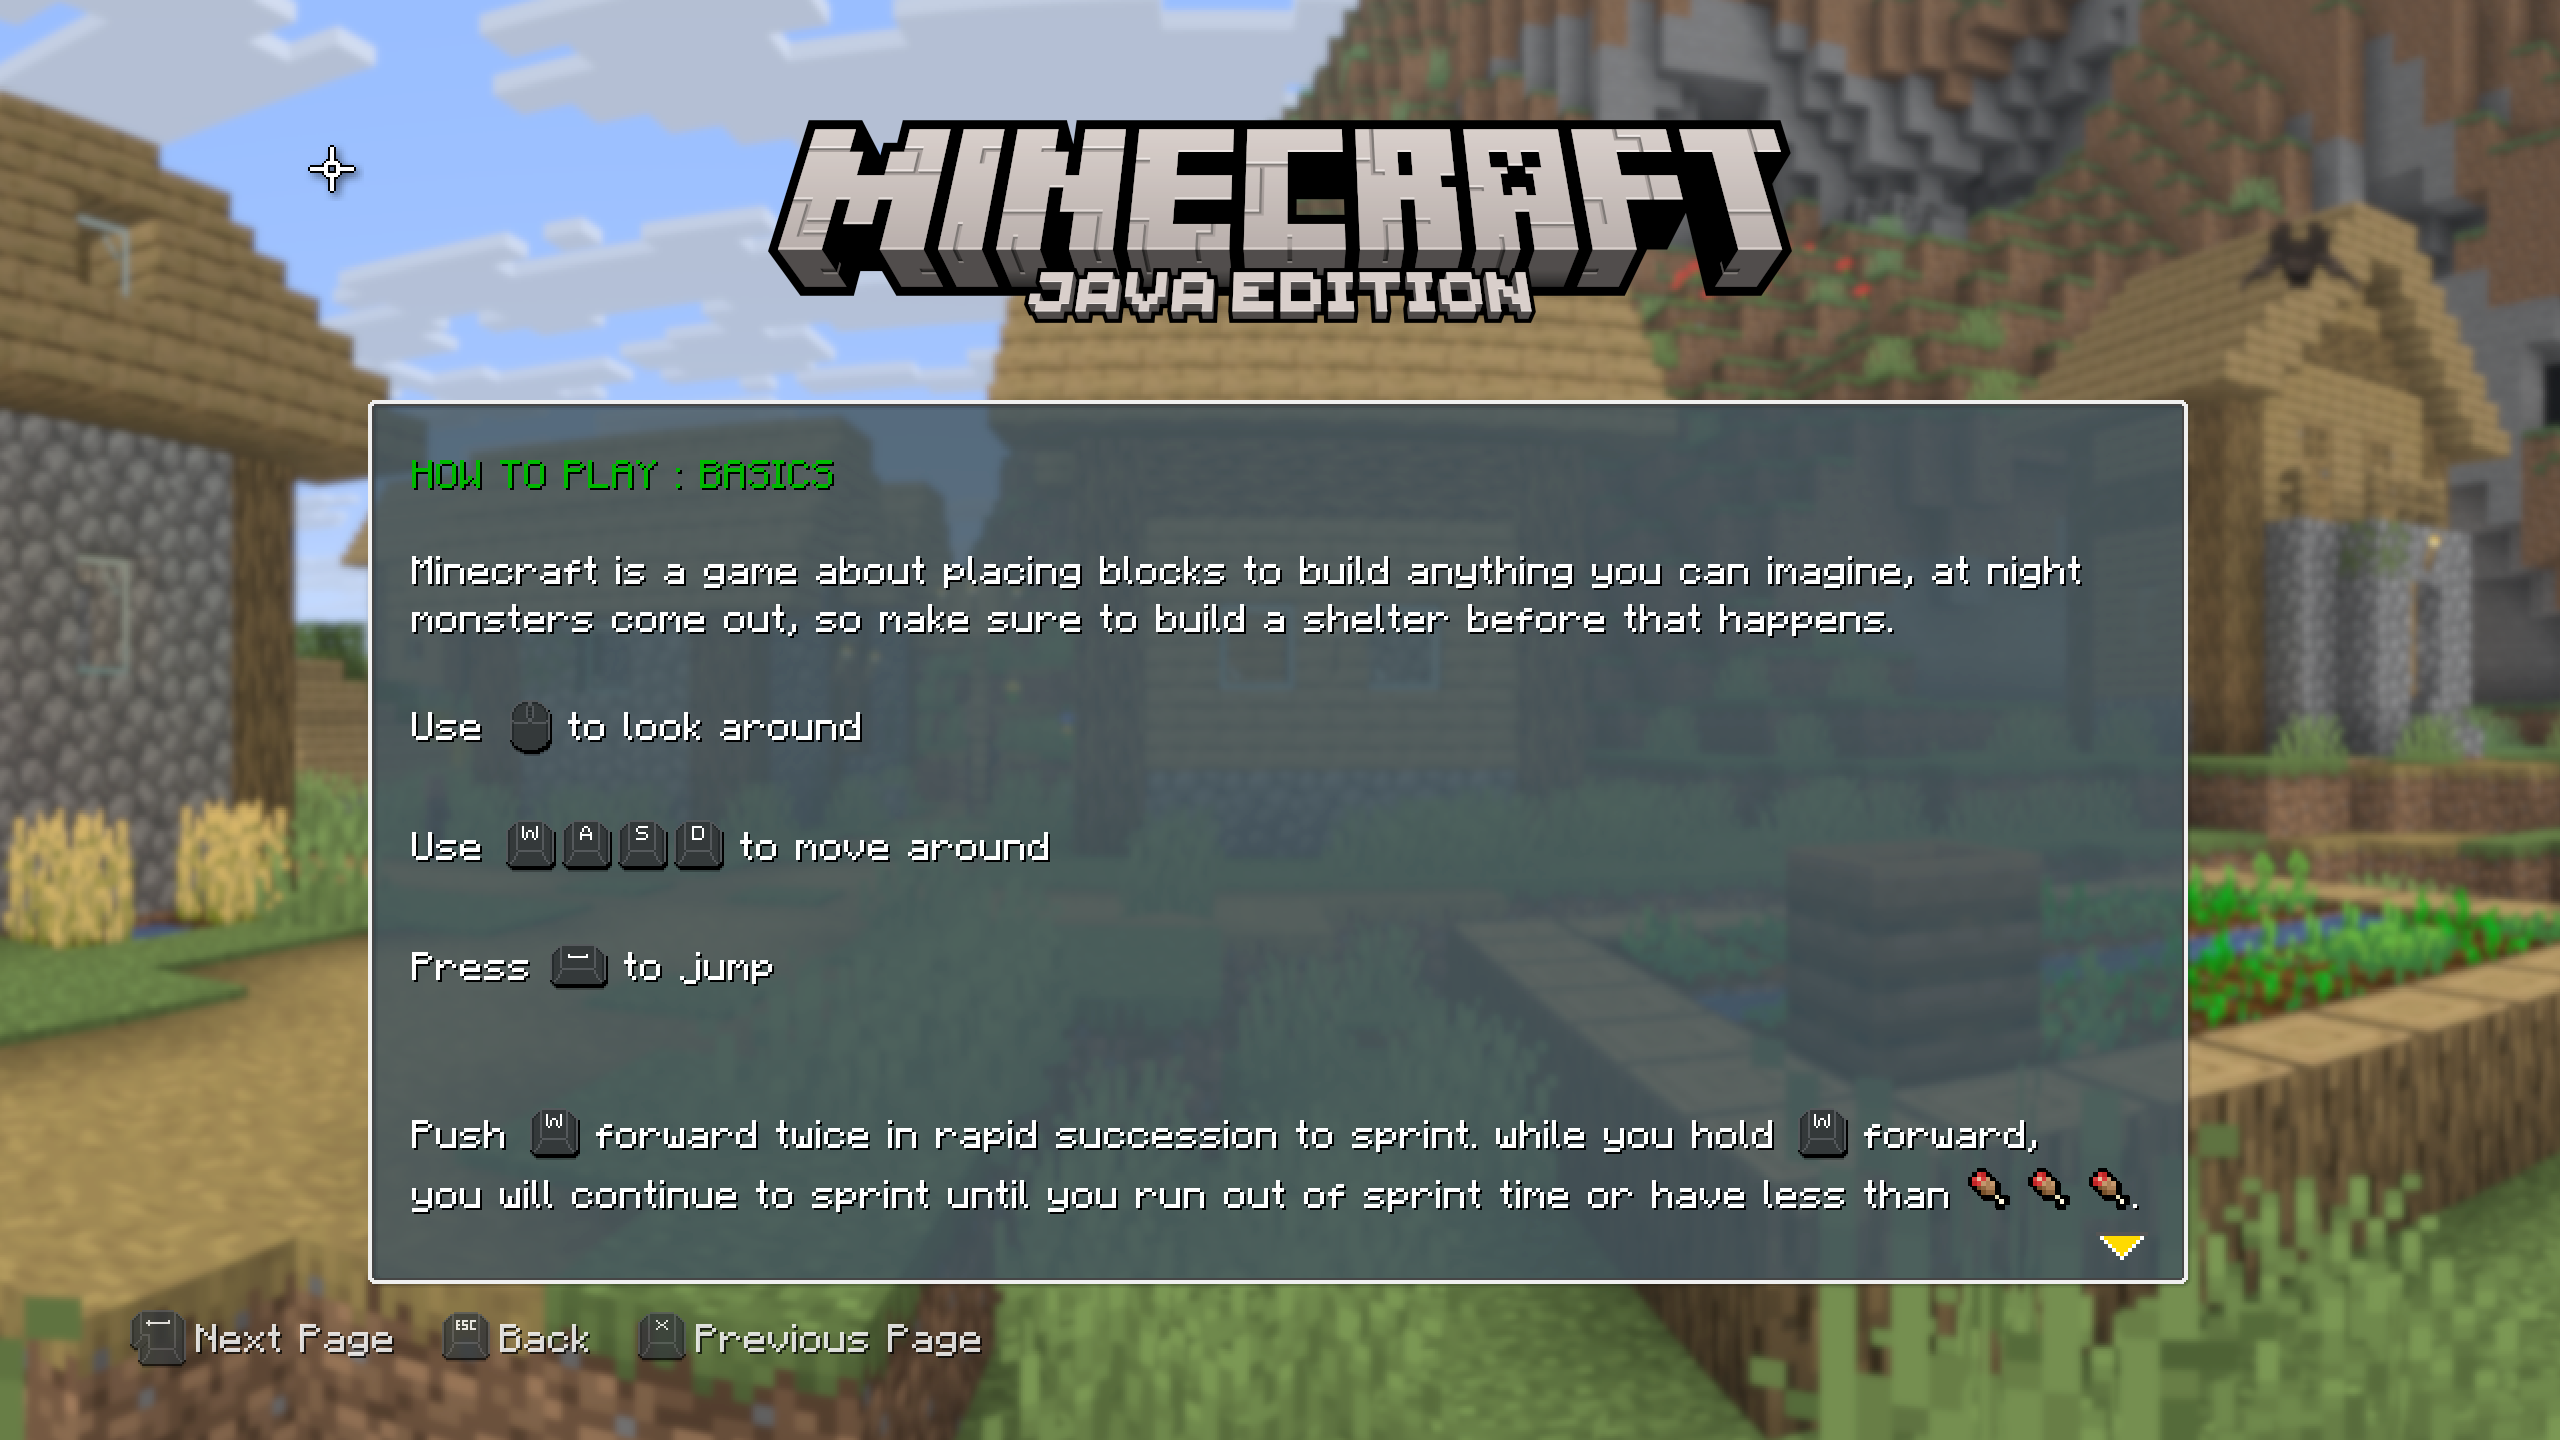 MINECRAFT
JAVA EDITION
HOW TO PLAY : BASICS
Minecraft is a game about placing blocks to build anything you can imagine, at night
monsters come out, so make sure to build a shelter before that happens.
Use to look around
Use W A S D to move around
Press to jump
Push W forward twice in rapid succession to sprint. While you hold W forward,
you will continue to sprint until you run out of sprint time or have less than .
Next Page ESC Back X Previous Page